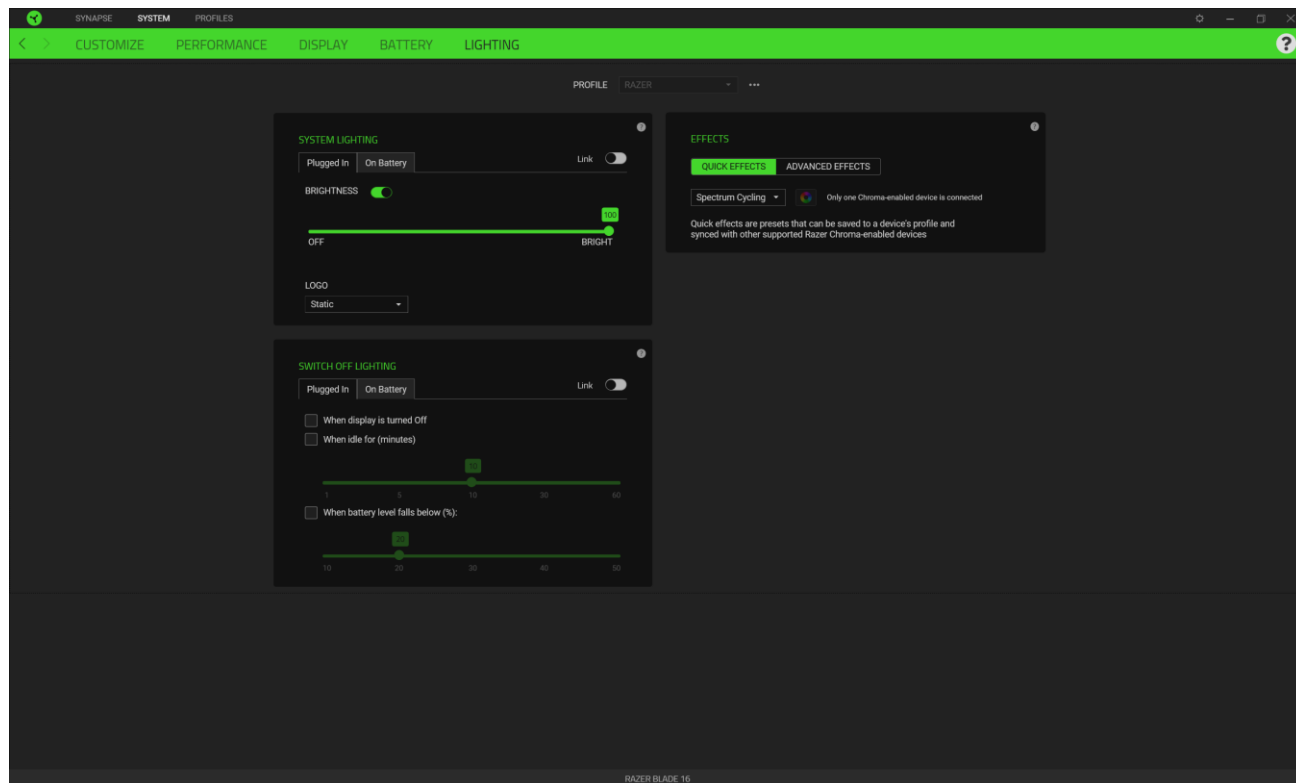 SYNAPSE SYSTEM PROFILES
CUSTOMIZE PERFORMANCE DISPLAY BATTERY LIGHTING
?
PROFILE RAZER
SYSTEM LIGHTING
Plugged In On Battery Link
BRIGHTNESS
100
OFF BRIGHT
LOGO
Static
EFFECTS
QUICK EFFECTS ADVANCED EFFECTS
Spectrum Cycling Only one Chroma-enabled device is connected
Quick effects are presets that can be saved to a device's profile and
synced with other supported Razer Chroma-enabled devices
SWITCH OFF LIGHTING
Plugged In On Battery Link
When display is turned Off
When idle for (minutes)
10
1 5 10 30 60
When battery level falls below (%):
20
10 20 30 40 50
RAZER BLADE 16